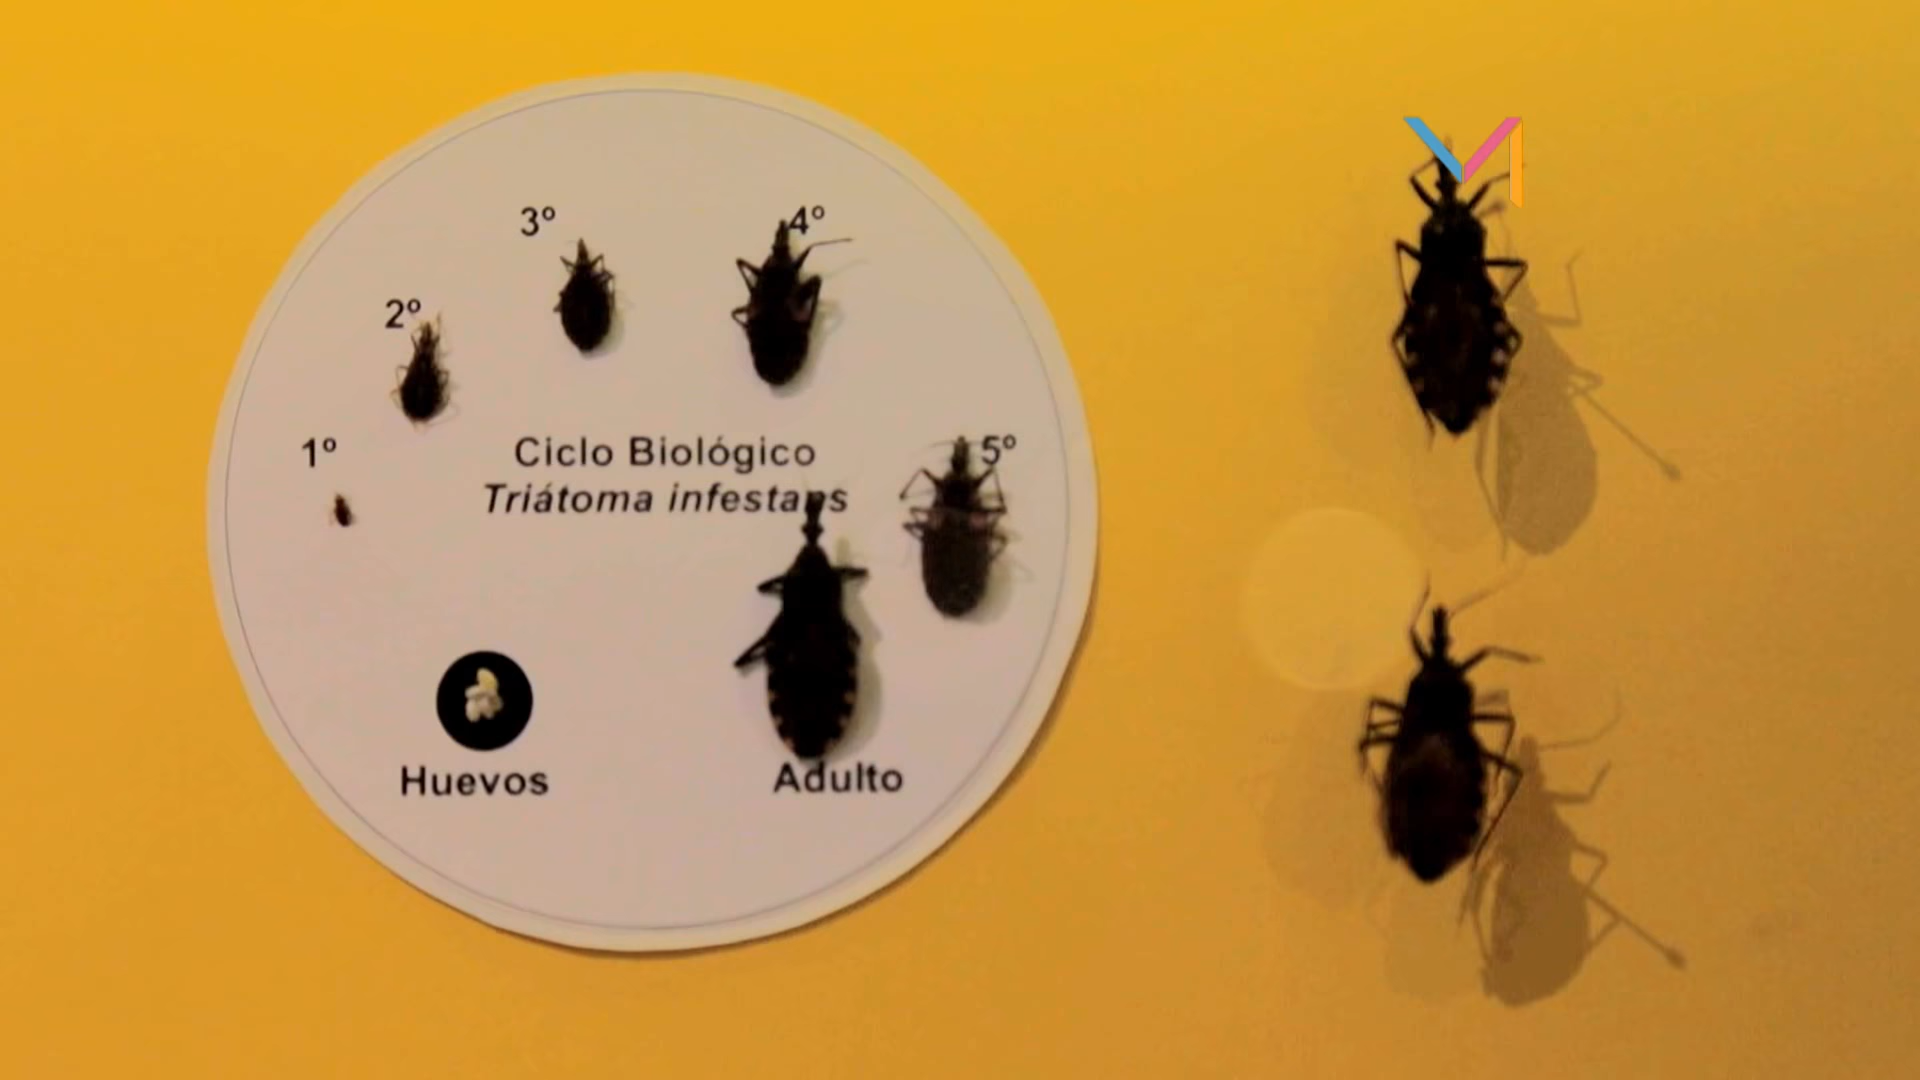 3º
4º
2º
1º
Ciclo Biológico
Triátoma infestans
5º
Huevos
Adulto